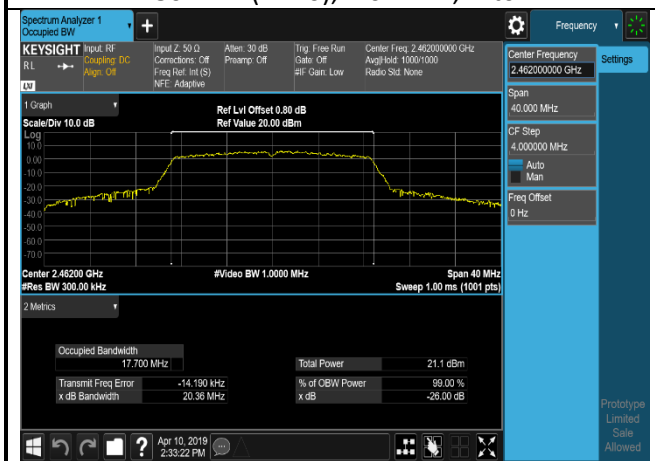 Spectrum Analyzer 1
Occupied BW
+
Frequency
KEYSIGHT
RL
LXI
Input: RF
Coupling: DC
Align: Off
Input Z: 50 Ω
Corrections: Off
Freq Ref: Int (S)
NFE: Adaptive
Atten: 30 dB
Preamp: Off
Trig: Free Run
Gate: Off
#IF Gain: Low
Center Freq: 2.462000000 GHz
Avg|Hold: 1000/1000
Radio Std: None
Center Frequency
2.462000000 GHz
Settings
Span
40.000 MHz
CF Step
4.000000 MHz
Auto
Man
Freq Offset
0 Hz
1 Graph
Scale/Div 10.0 dB
Ref Lvl Offset 0.80 dB
Ref Value 20.00 dBm
Log
10.0
0.00
-10.0
-20.0
-30.0
-40.0
-50.0
-60.0
-70.0
Center 2.46200 GHz
#Video BW 1.0000 MHz
Span 40 MHz
#Res BW 300.00 kHz
Sweep 1.00 ms (1001 pts)
2 Metrics
Occupied Bandwidth
17.700 MHz
Total Power 21.1 dBm
Transmit Freq Error -14.190 kHz
% of OBW Power 99.00 %
x dB Bandwidth 20.36 MHz
x dB -26.00 dB
Prototype
Limited
Sale
Allowed
?
Apr 10, 2019
2:33:22 PM